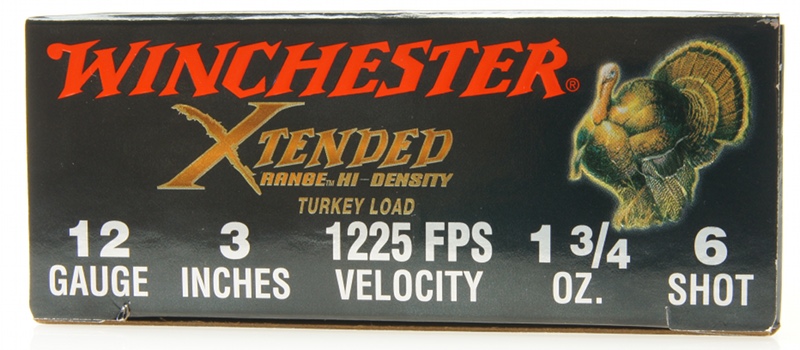 WINCHESTER®
XTENDED
RANGE™ HI-DENSITY
TURKEY LOAD
12 3 1225 FPS 1 3/4 6
GAUGE INCHES VELOCITY OZ. SHOT